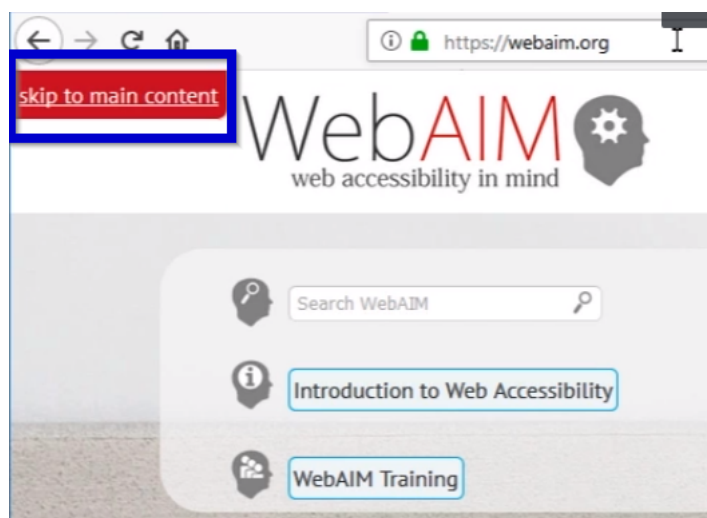 https://webaim.org
skip to main content
WebAIM
web accessibility in mind
Search WebAIM
Introduction to Web Accessibility
WebAIM Training